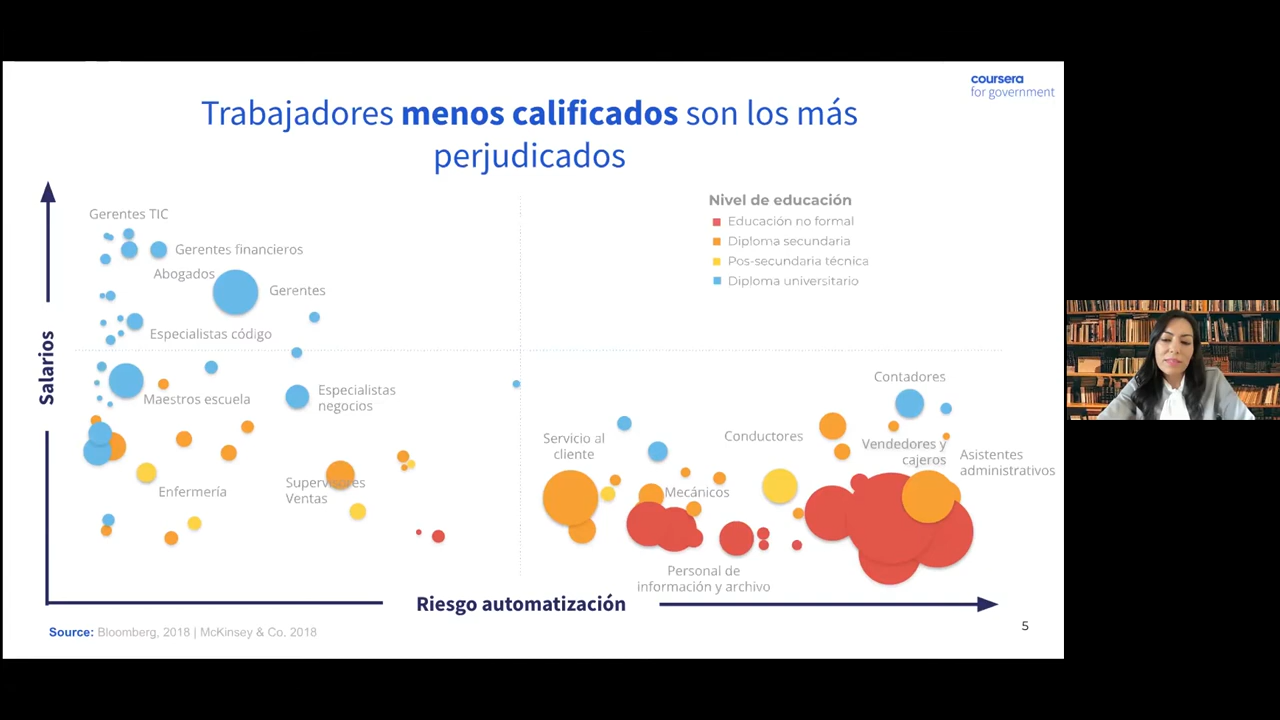 coursera
for government
Trabajadores menos calificados son los más
perjudicados
Nivel de educación
Educación no formal
Diploma secundaria
Pos-secundaria técnica
Diploma universitario
Gerentes TIC
Gerentes financieros
Abogados
Gerentes
Especialistas código
Maestros escuela
Especialistas
negocios
Enfermería
Supervisores
Ventas
Servicio al
cliente
Mecánicos
Conductores
Contadores
Vendedores y
cajeros
Asistentes
administrativos
Personal de
información y archivo
Salarios
Riesgo automatización
Source: Bloomberg, 2018 | McKinsey & Co, 2018
5